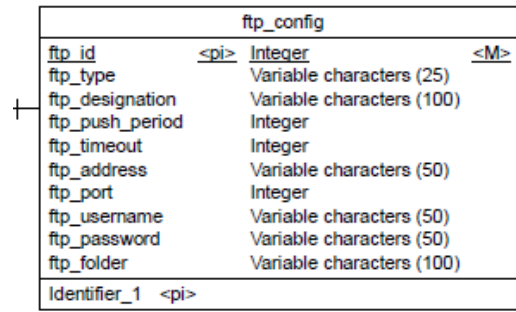 ftp_config
ftp_id <pi> Integer <M>
ftp_type Variable characters (25)
ftp_designation Variable characters (100)
ftp_push_period Integer
ftp_timeout Integer
ftp_address Variable characters (50)
ftp_port Integer
ftp_username Variable characters (50)
ftp_password Variable characters (50)
ftp_folder Variable characters (100)
Identifier_1 <pi>